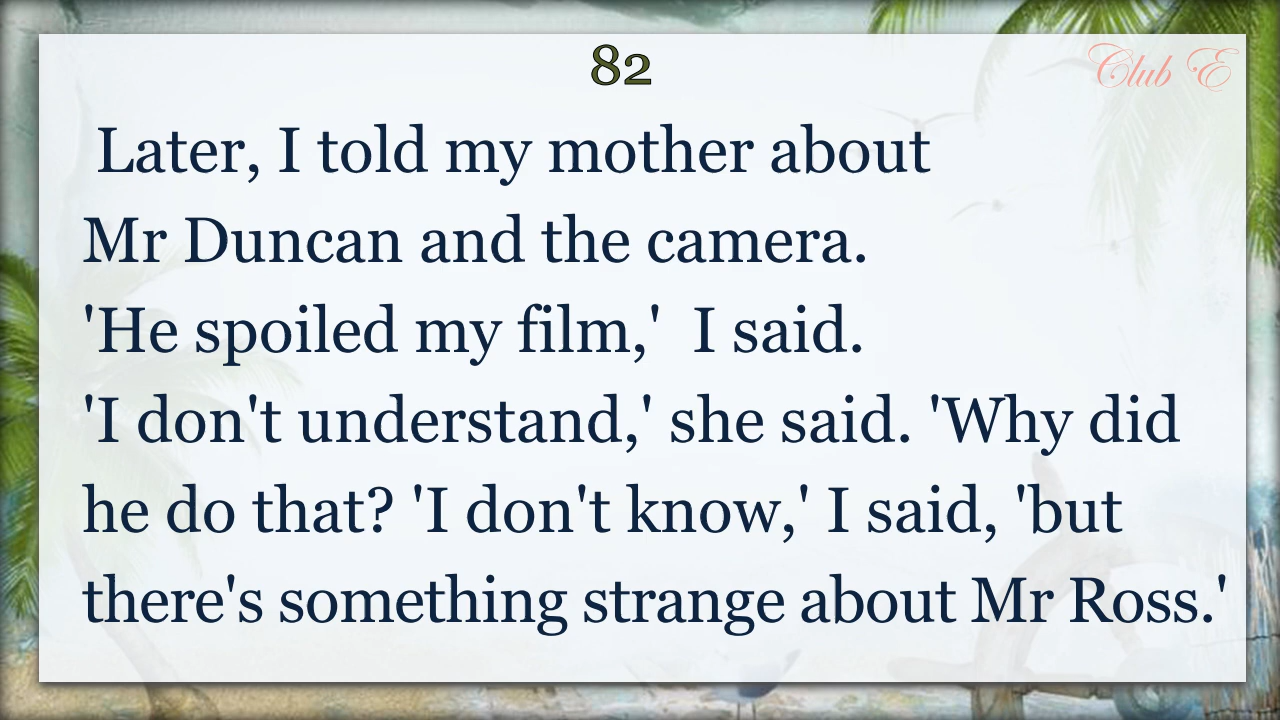 82
Club E
Later, I told my mother about
Mr Duncan and the camera.
'He spoiled my film,'  I said.
'I don't understand,' she said. 'Why did
he do that? 'I don't know,' I said, 'but
there's something strange about Mr Ross.'